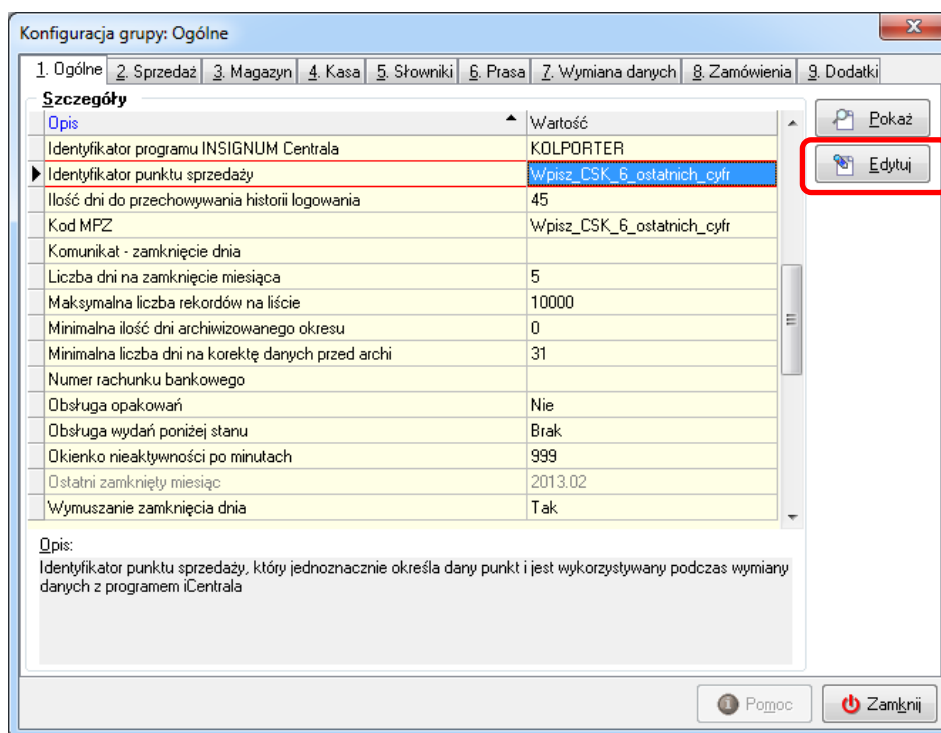 Konfiguracja grupy: Ogólne
1. Ogólne 2. Sprzedaż 3. Magazyn 4. Kasa 5. Słowniki 6. Prasa 7. Wymiana danych 8. Zamówienia 9. Dodatki
Szczegóły
Opis Wartość
Pokaż
Identyfikator programu INSIGNUM Centrala KOLPORTER
Identyfikator punktu sprzedaży Wpisz_CSK_6_ostatnich_cyfr
Edytuj
Ilość dni do przechowywania historii logowania 45
Kod MPZ Wpisz_CSK_6_ostatnich_cyfr
Komunikat - zamknięcie dnia
Liczba dni na zamknięcie miesiąca 5
Maksymalna liczba rekordów na liście 10000
Minimalna ilość dni archiwizowanego okresu 0
Minimalna liczba dni na korektę danych przed archi 31
Numer rachunku bankowego
Obsługa opakowań Nie
Obsługa wydań poniżej stanu Brak
Okienko nieaktywności po minutach 999
Ostatni zamknięty miesiąc 2013.02
Wymuszanie zamknięcia dnia Tak
Opis:
Identyfikator punktu sprzedaży, który jednoznacznie określa dany punkt i jest wykorzystywany podczas wymiany
danych z programem iCentrala
Pomoc Zamknij